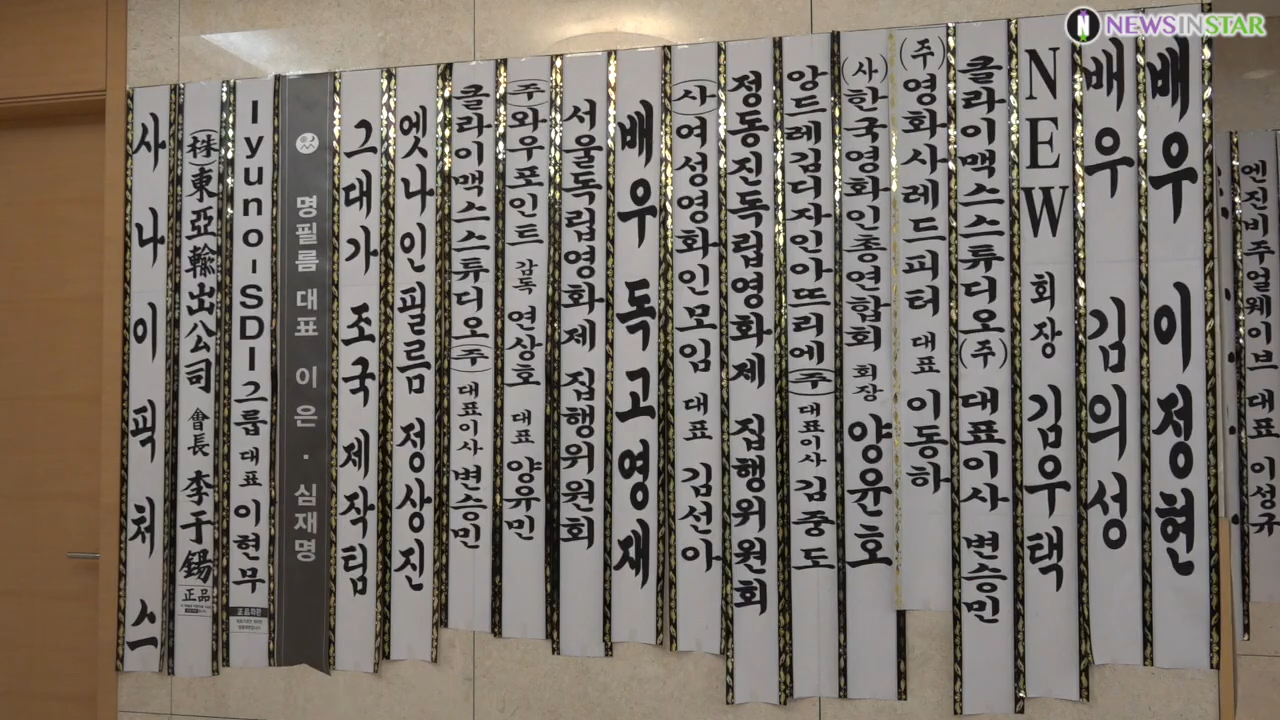 NEWSINSTAR
사나이픽처스
(株)東亞輸出公司 會長 李于錫
正品
Iyuno-SDI그룹 대표 이현무
명필름 대표 이은·심재명
그대가 조국 제작팀
엣나인필름 정상진
클라이맥스스튜디오(주) 대표이사 변승민
(주)와우포인트 감독 연상호 대표 양유민
서울독립영화제 집행위원회
배우 독고영재
(사)여성영화인모임 대표 김선아
정동진독립영화제 집행위원회
앙드레김디자인아뜨리에(주) 대표이사 김중도
(사)한국영화인총연합회 회장 양윤호
(주)영화사레드피터 대표 이동하
클라이맥스스튜디오(주) 대표이사 변승민
NEW 회장 김우택
배우 김의성
배우 이정현
엔진비주얼웨이브 대표 이성규